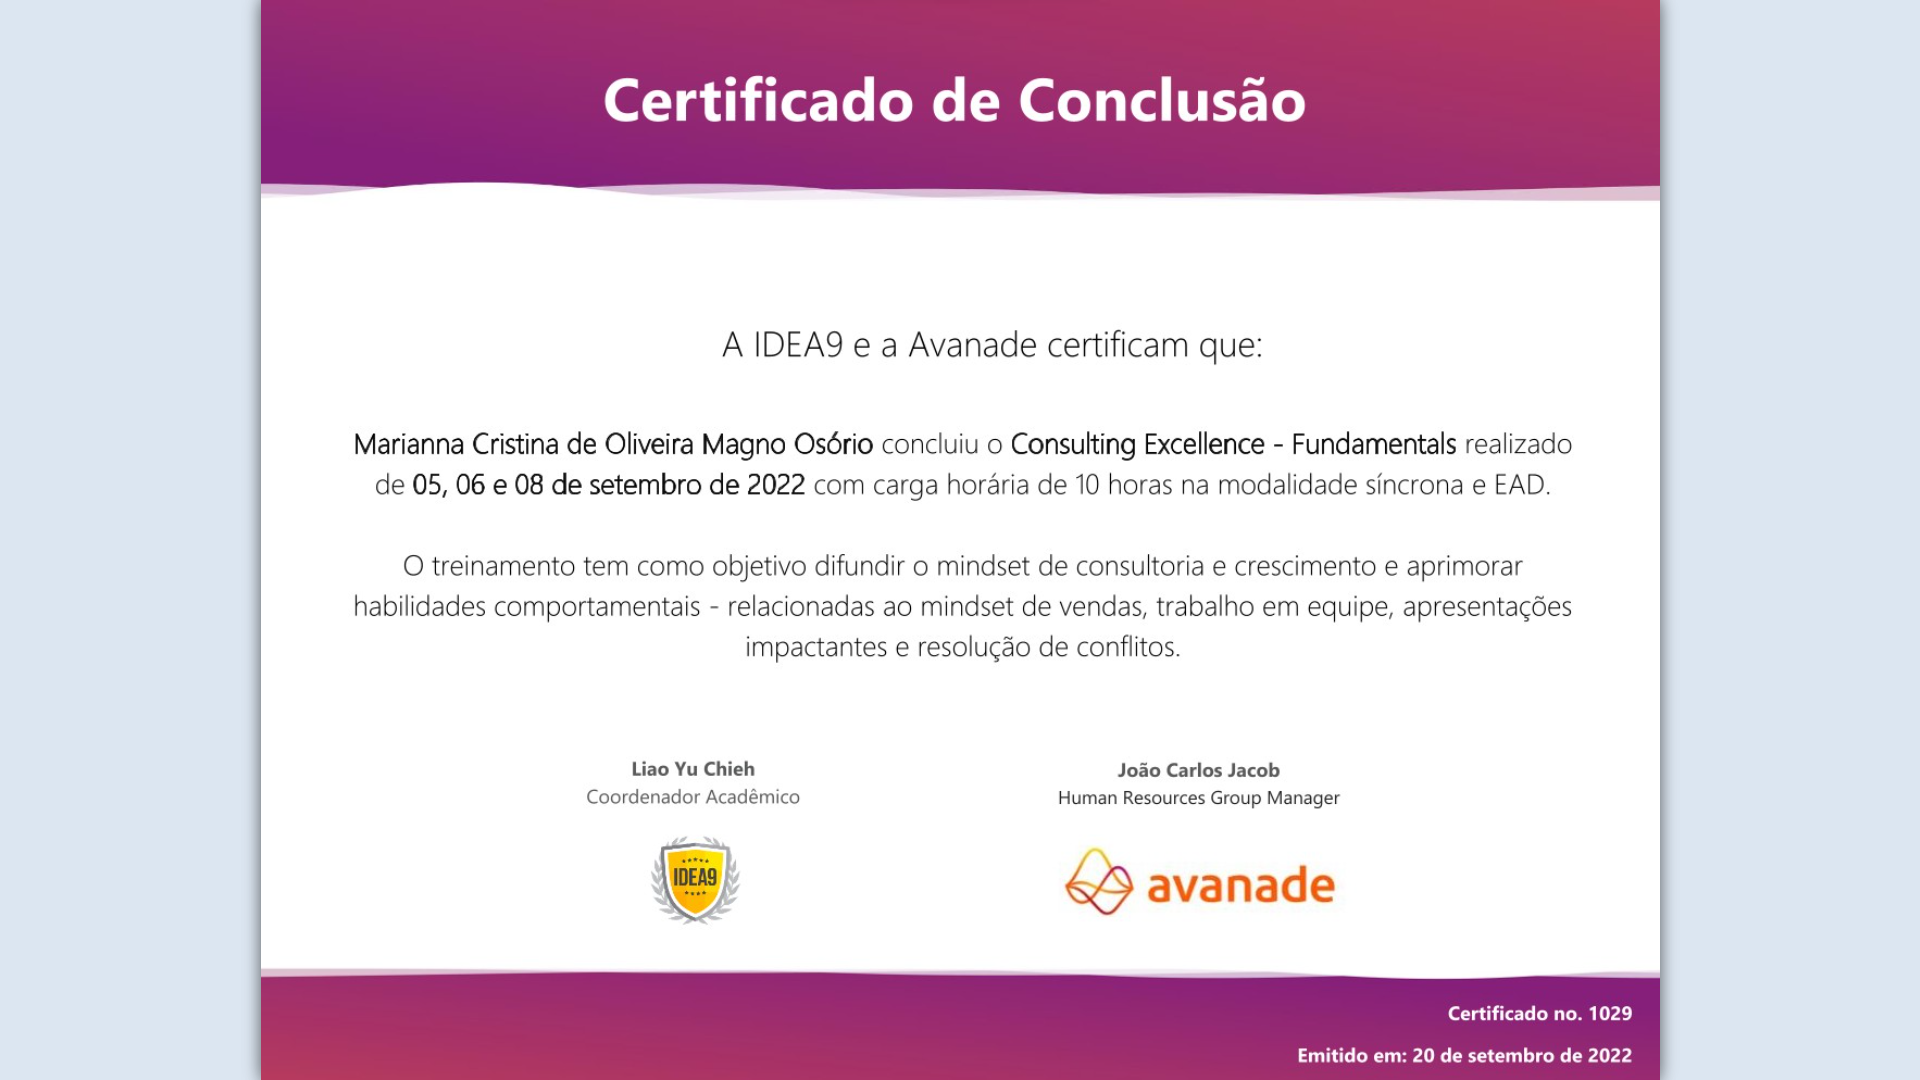 Certificado de Conclusão
A IDEA9 e a Avanade certificam que:
Marianna Cristina de Oliveira Magno Osório concluiu o Consulting Excellence - Fundamentals realizado
de 05, 06 e 08 de setembro de 2022 com carga horária de 10 horas na modalidade síncrona e EAD.
O treinamento tem como objetivo difundir o mindset de consultoria e crescimento e aprimorar
habilidades comportamentais - relacionadas ao mindset de vendas, trabalho em equipe, apresentações
impactantes e resolução de conflitos.
Liao Yu Chieh
Coordenador Acadêmico
IDEA9
João Carlos Jacob
Human Resources Group Manager
avanade
Certificado no. 1029
Emitido em: 20 de setembro de 2022